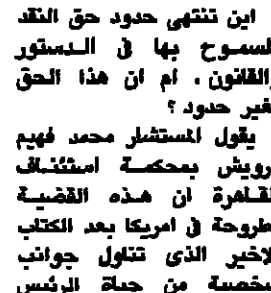 اين تنتهى حدود حق النقد
لسموح بها فى الدستور
القانون ، ام ان هذا الحق
غير حدود ؟
يقول المستشار محمد فهيم
رويش بمحكمة استئناف
لقاهرة ان هذه القضية
طروحة فى امريكا بعد الكتاب
لاخير الذى تتاول جوانب
خصية من حياة الرئيس